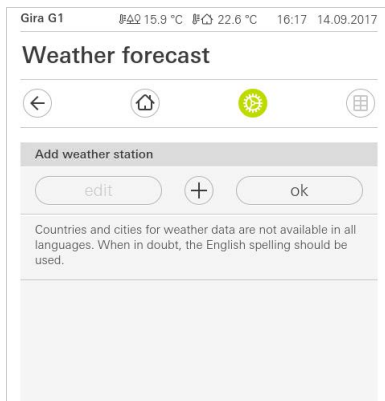 Gira G1 15.9 °C 22.6 °C 16:17 14.09.2017
Weather forecast
Add weather station
edit + ok
Countries and cities for weather data are not available in all
languages. When in doubt, the English spelling should be
used.